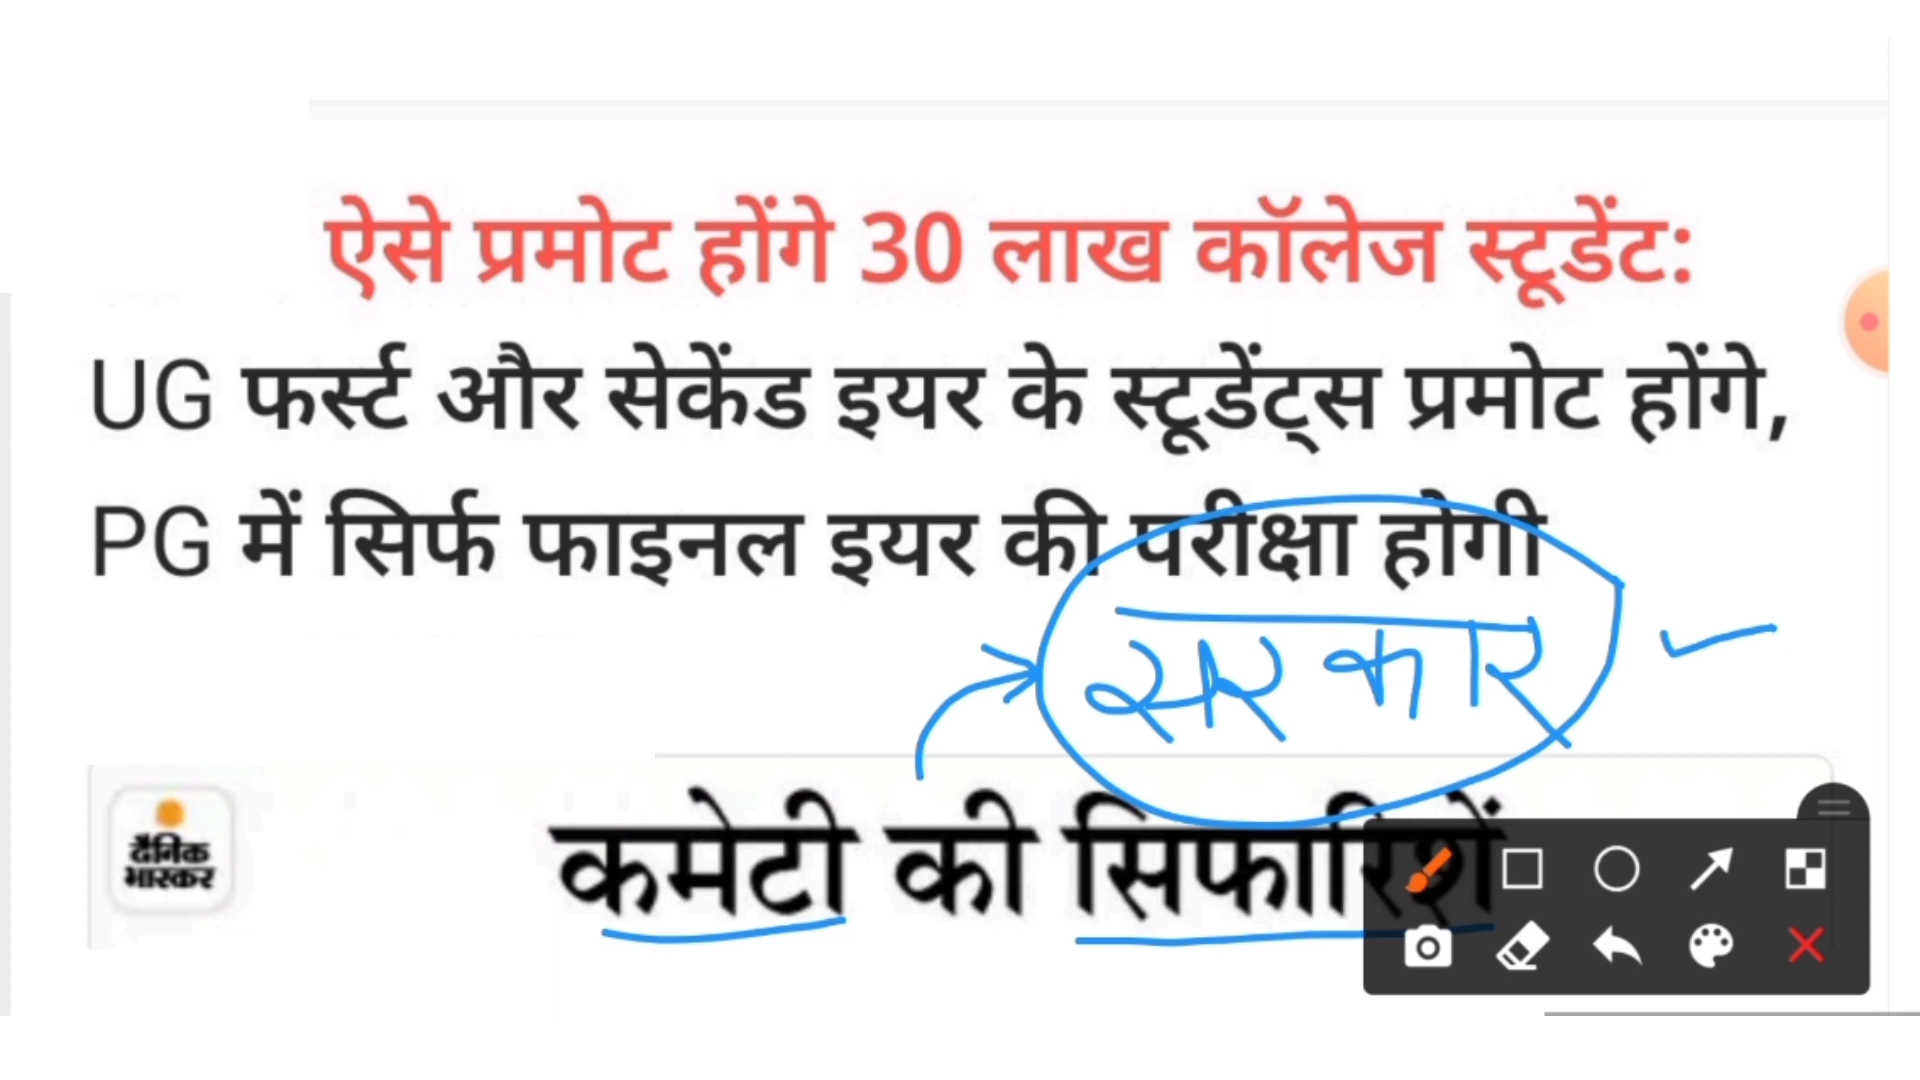 ऐसे प्रमोट होंगे 30 लाख कॉलेज स्टूडेंट:
UG फर्स्ट और सेकेंड इयर के स्टूडेंट्स प्रमोट होंगे,
PG में सिर्फ फाइनल इयर की परीक्षा होगी
सरकार
दैनिक
भास्कर
कमेटी की सिफारिशों